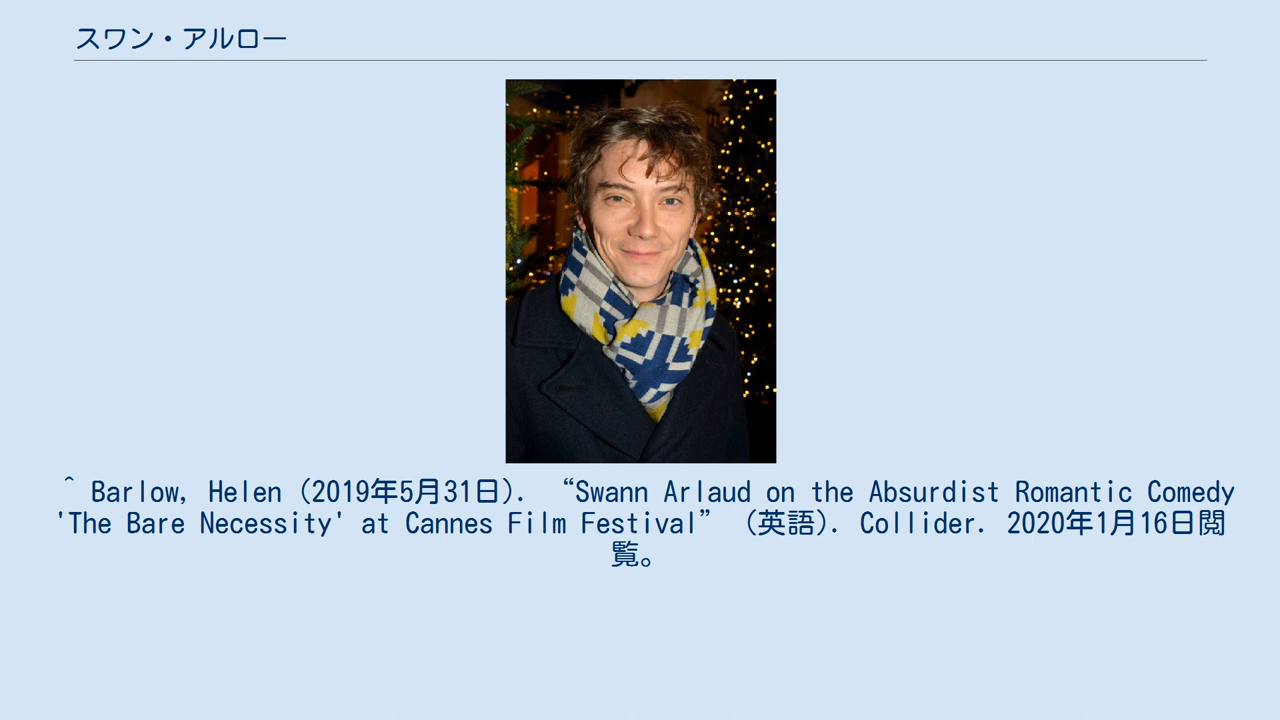 スワン・アルロー
^ Barlow, Helen (2019年5月31日). “Swann Arlaud on the Absurdist Romantic Comedy
'The Bare Necessity' at Cannes Film Festival” (英語). Collider. 2020年1月16日閲
覧。